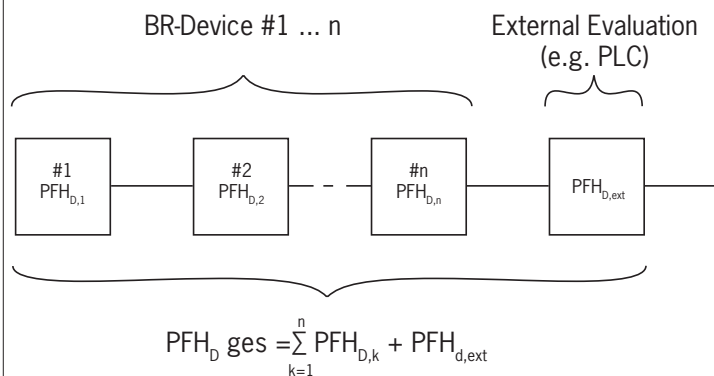 BR-Device #1 ... n
External Evaluation
(e.g. PLC)
#1
PFH_D,1
#2
PFH_D,2
#n
PFH_D,n
PFH_D,ext
PFH_D ges =∑ PFH_D,k + PFH_d,ext
n
k=1